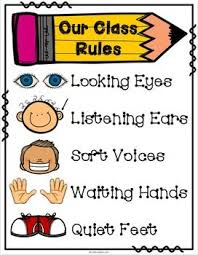 Our Class
Rules
Looking Eyes
Listening Ears
Soft Voices
Waiting Hands
Quiet Feet